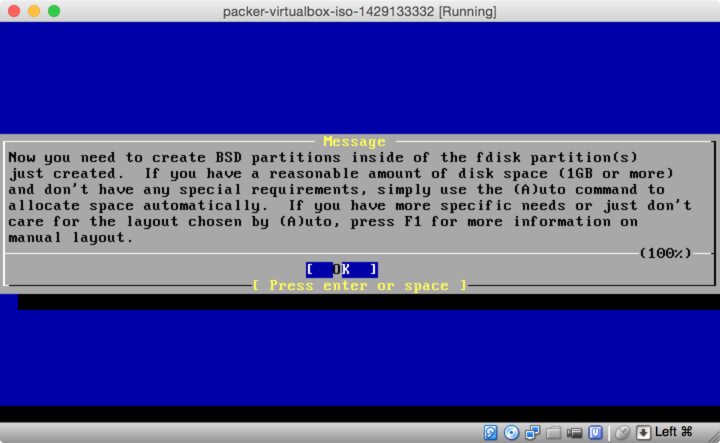 packer-virtualbox-iso-1429133332 [Running]
Message
Now you need to create BSD partitions inside of the fdisk partition(s)
just created.  If you have a reasonable amount of disk space (1GB or more)
and don't have any special requirements, simply use the (A)uto command to
allocate space automatically.  If you have more specific needs or just don't
care for the layout chosen by (A)uto, press F1 for more information on
manual layout.
(100%)
[  OK  ]
[ Press enter or space ]
Left ⌘